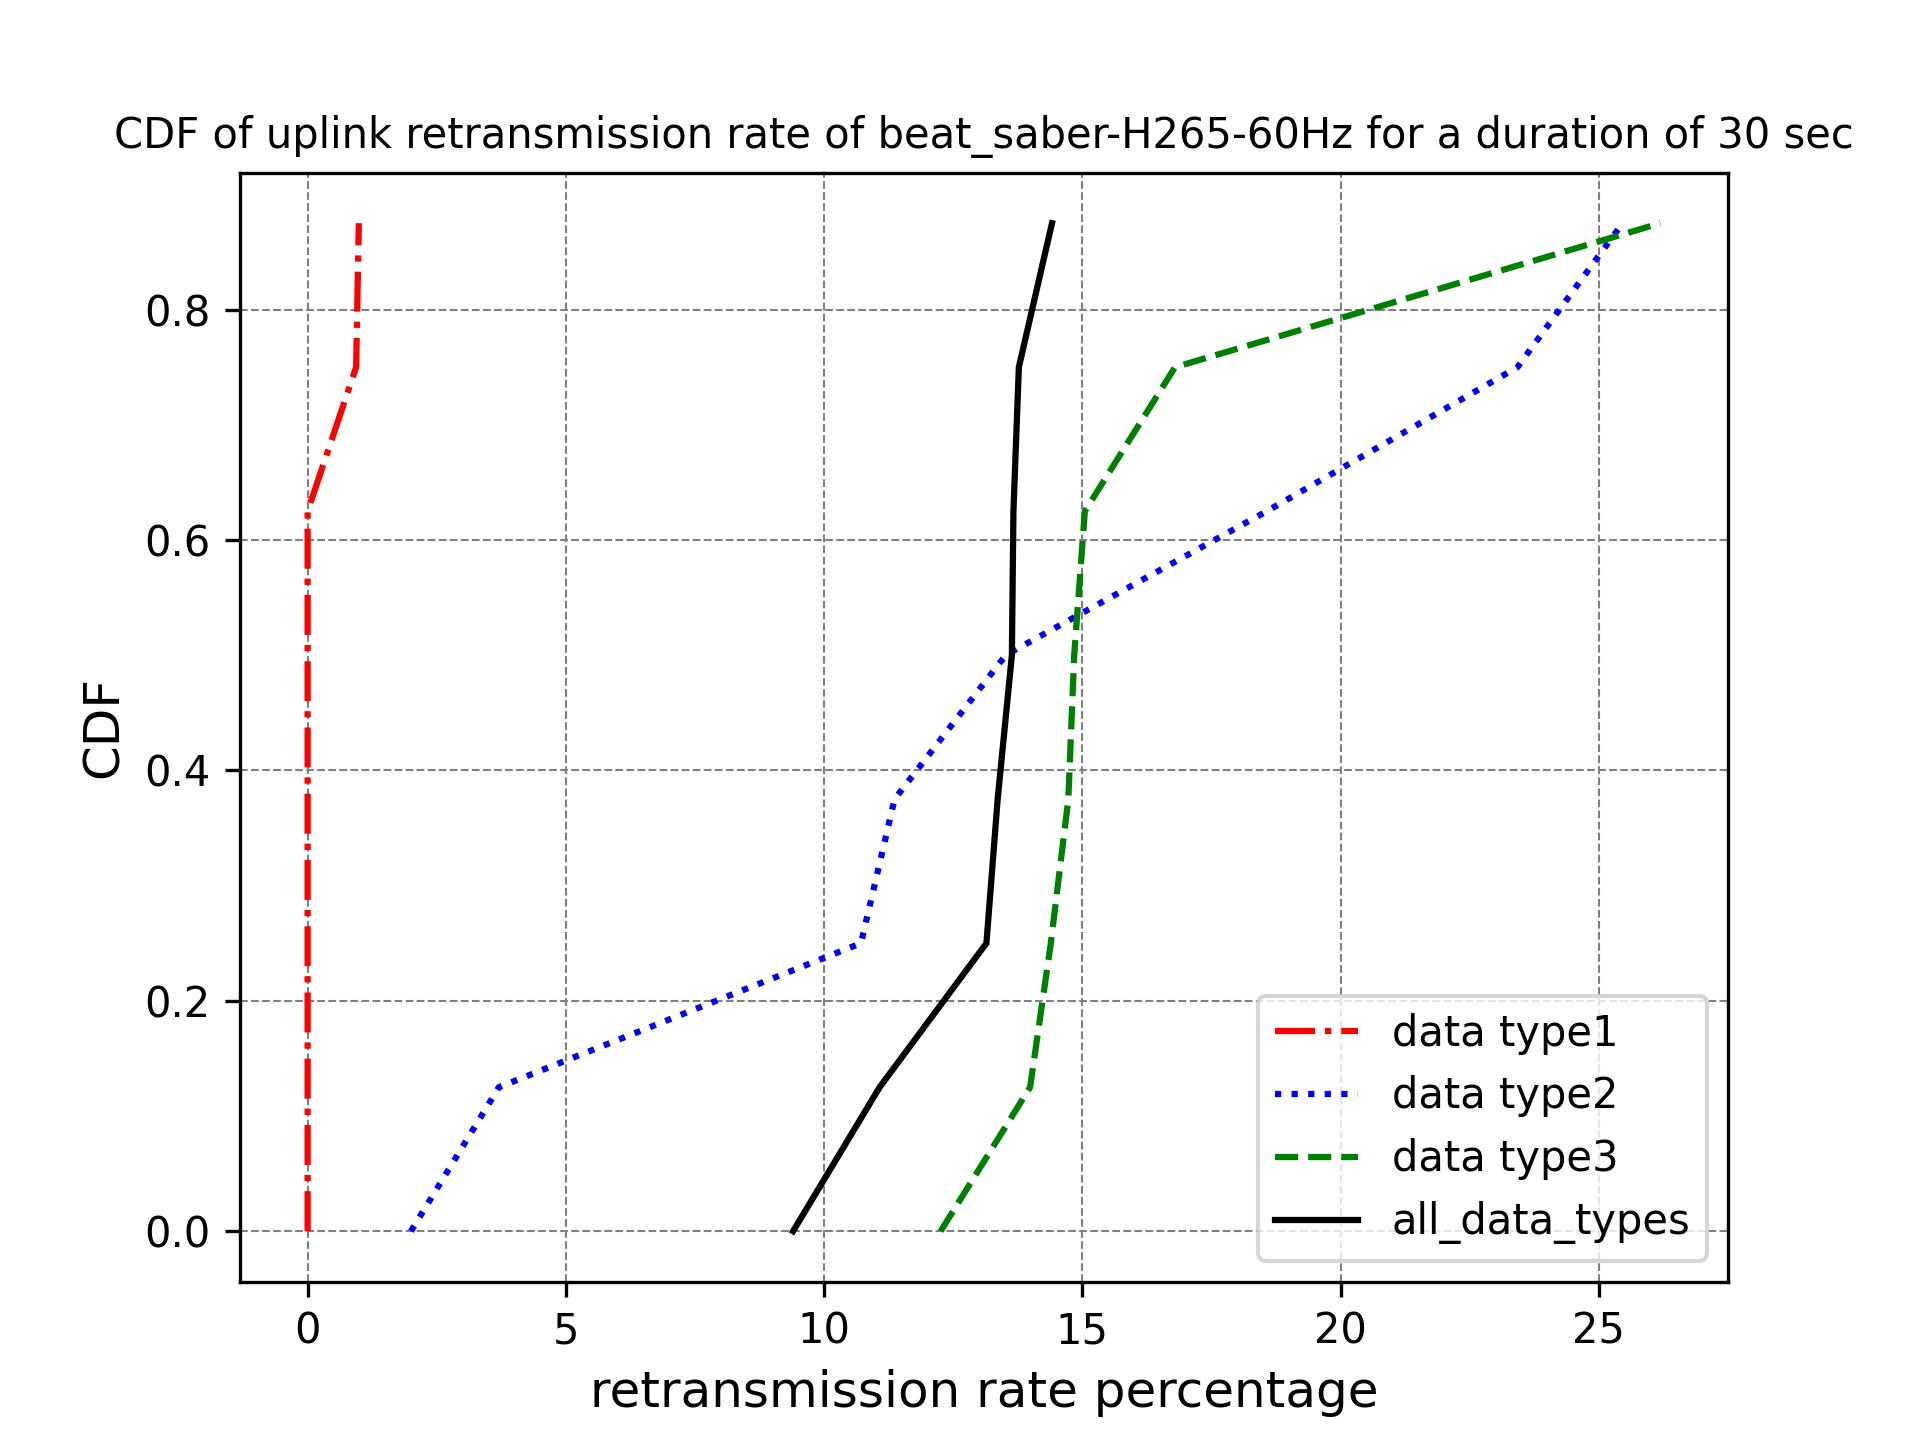 CDF of uplink retransmission rate of beat_saber-H265-60Hz for a duration of 30 sec
CDF
0.8
0.6
0.4
0.2
0.0
data type1
data type2
data type3
all_data_types
0 5 10 15 20 25
retransmission rate percentage